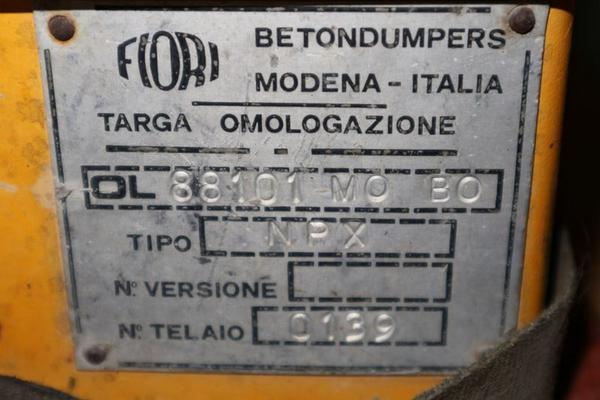 FIORI
BETONDUMPERS
MODENA - ITALIA
TARGA OMOLOGAZIONE
OL 88101 MO BO
TIPO NPX
N° VERSIONE
N° TELAIO 0139